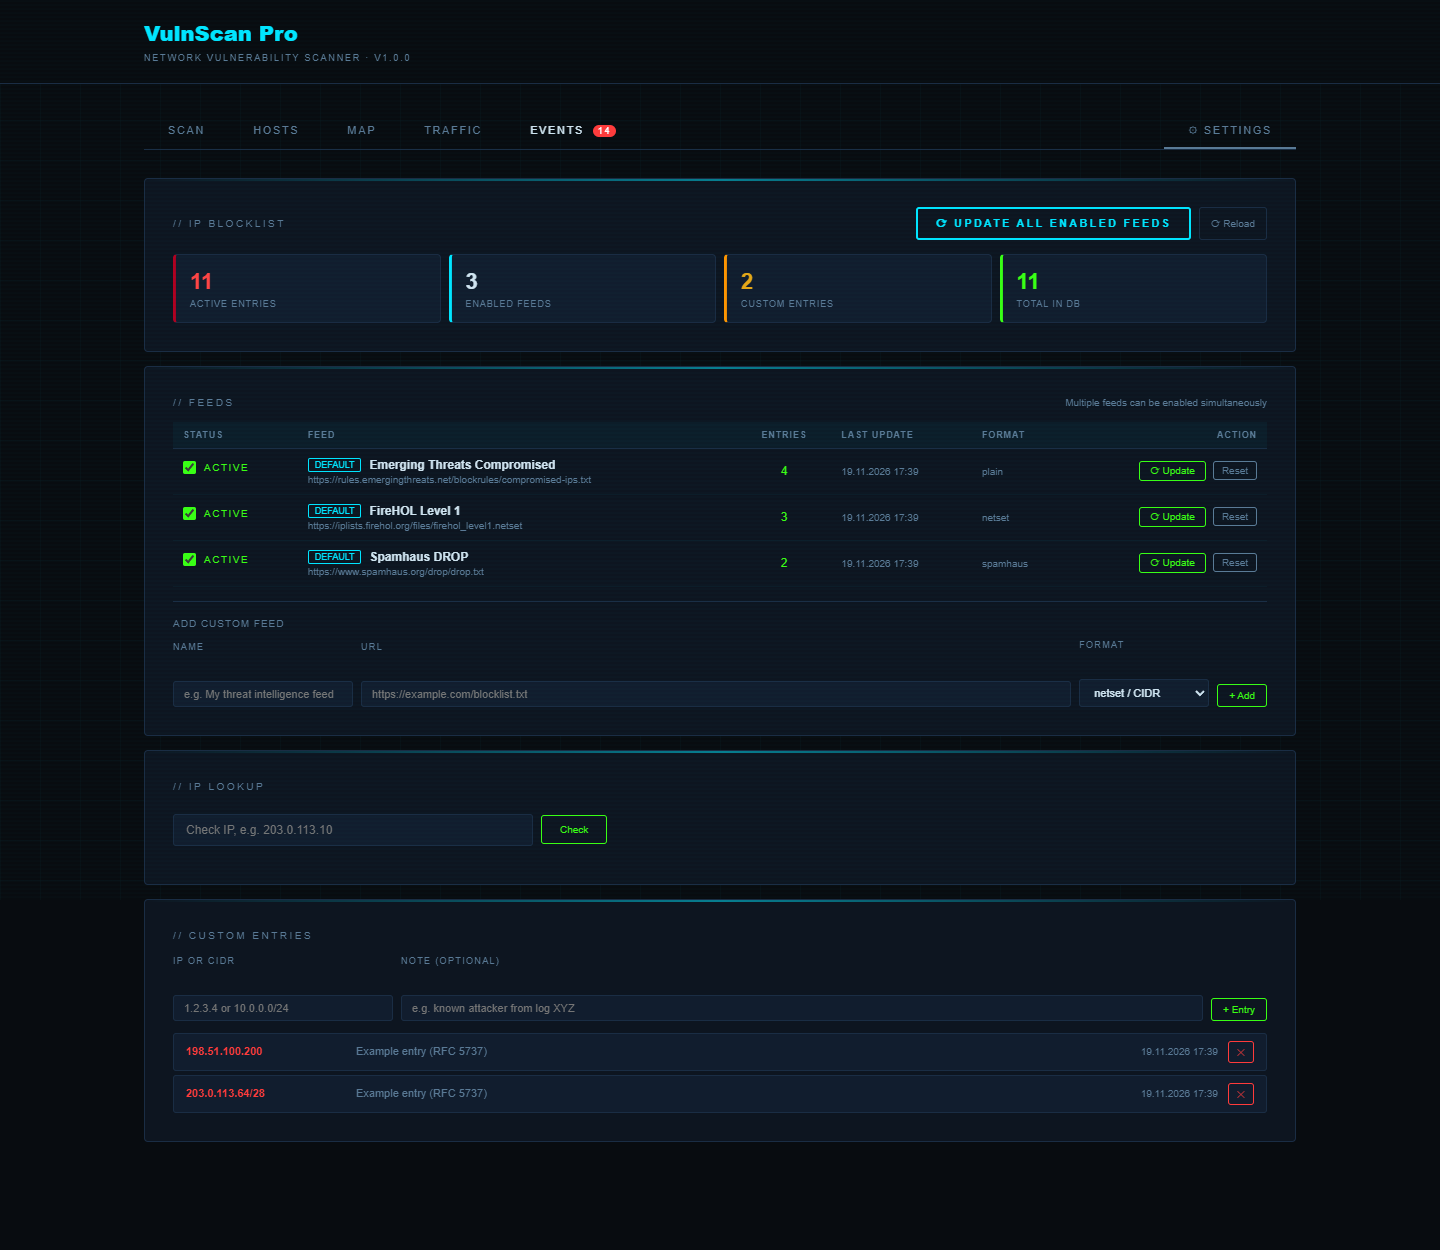 VulnScan Pro
NETWORK VULNERABILITY SCANNER · V1.0.0
SCAN HOSTS MAP TRAFFIC EVENTS 14 ⚙ SETTINGS
// IP BLOCKLIST
⟳ UPDATE ALL ENABLED FEEDS ⟳ Reload
11
ACTIVE ENTRIES
3
ENABLED FEEDS
2
CUSTOM ENTRIES
11
TOTAL IN DB
// FEEDS Multiple feeds can be enabled simultaneously
STATUS FEED ENTRIES LAST UPDATE FORMAT ACTION
ACTIVE DEFAULT Emerging Threats Compromised 4 19.11.2026 17:39 plain ⟳ Update Reset
https://rules.emergingthreats.net/blockrules/compromised-ips.txt
ACTIVE DEFAULT FireHOL Level 1 3 19.11.2026 17:39 netset ⟳ Update Reset
https://iplists.firehol.org/files/firehol_level1.netset
ACTIVE DEFAULT Spamhaus DROP 2 19.11.2026 17:39 spamhaus ⟳ Update Reset
https://www.spamhaus.org/drop/drop.txt
ADD CUSTOM FEED
NAME URL FORMAT
e.g. My threat intelligence feed https://example.com/blocklist.txt netset / CIDR + Add
// IP LOOKUP
Check IP, e.g. 203.0.113.10 Check
// CUSTOM ENTRIES
IP OR CIDR NOTE (OPTIONAL)
1.2.3.4 or 10.0.0.0/24 e.g. known attacker from log XYZ + Entry
198.51.100.200 Example entry (RFC 5737) 19.11.2026 17:39 ✕
203.0.113.64/28 Example entry (RFC 5737) 19.11.2026 17:39 ✕